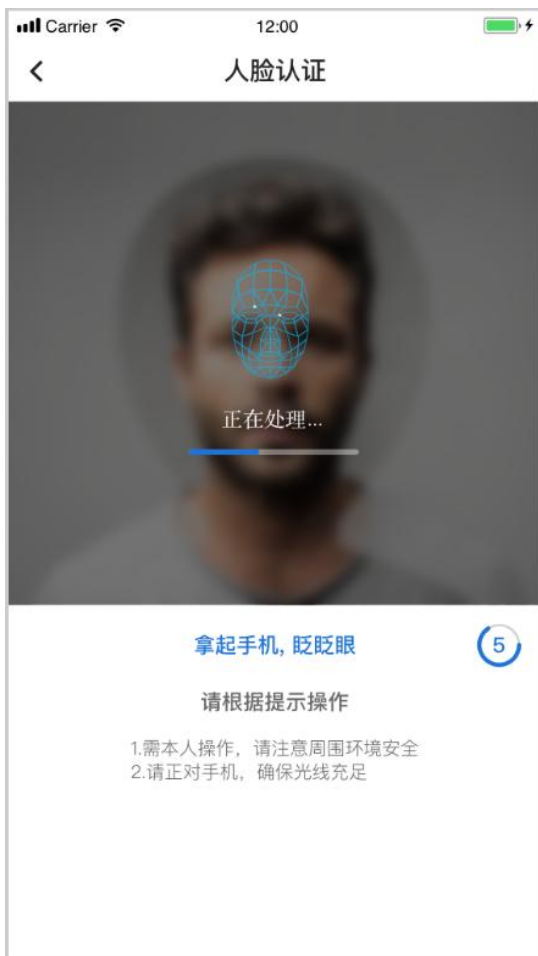 Carrier 12:00
人脸认证
正在处理...
拿起手机, 眨眨眼
5
请根据提示操作
1.需本人操作，请注意周围环境安全
2.请正对手机，确保光线充足